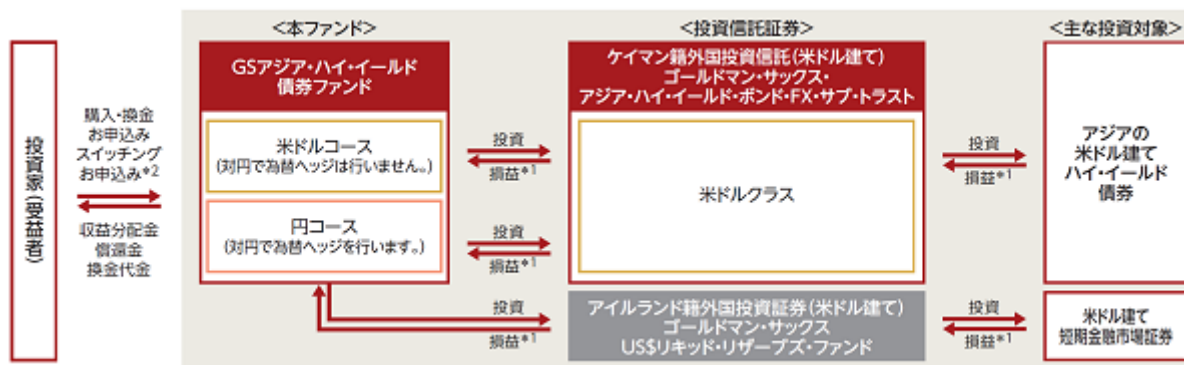 <本ファンド>
<投資信託証券>
<主な投資対象>
投資家(受益者)
購入・換金
お申込み
スイッチング
お申込み*2
収益分配金
償還金
換金代金
GSアジア・ハイ・イールド
債券ファンド
米ドルコース
(対円で為替ヘッジは行いません。)
円コース
(対円で為替ヘッジを行います。)
投資
損益*1
投資
損益*1
投資
損益*1
ケイマン籍外国投資信託(米ドル建て)
ゴールドマン・サックス・
アジア・ハイ・イールド・ボンド・FX・サブ・トラスト
米ドルクラス
アイルランド籍外国投資証券(米ドル建て)
ゴールドマン・サックス
US$リキッド・リザーブズ・ファンド
投資
損益*1
投資
損益*1
アジアの
米ドル建て
ハイ・イールド
債券
米ドル建て
短期金融市場証券